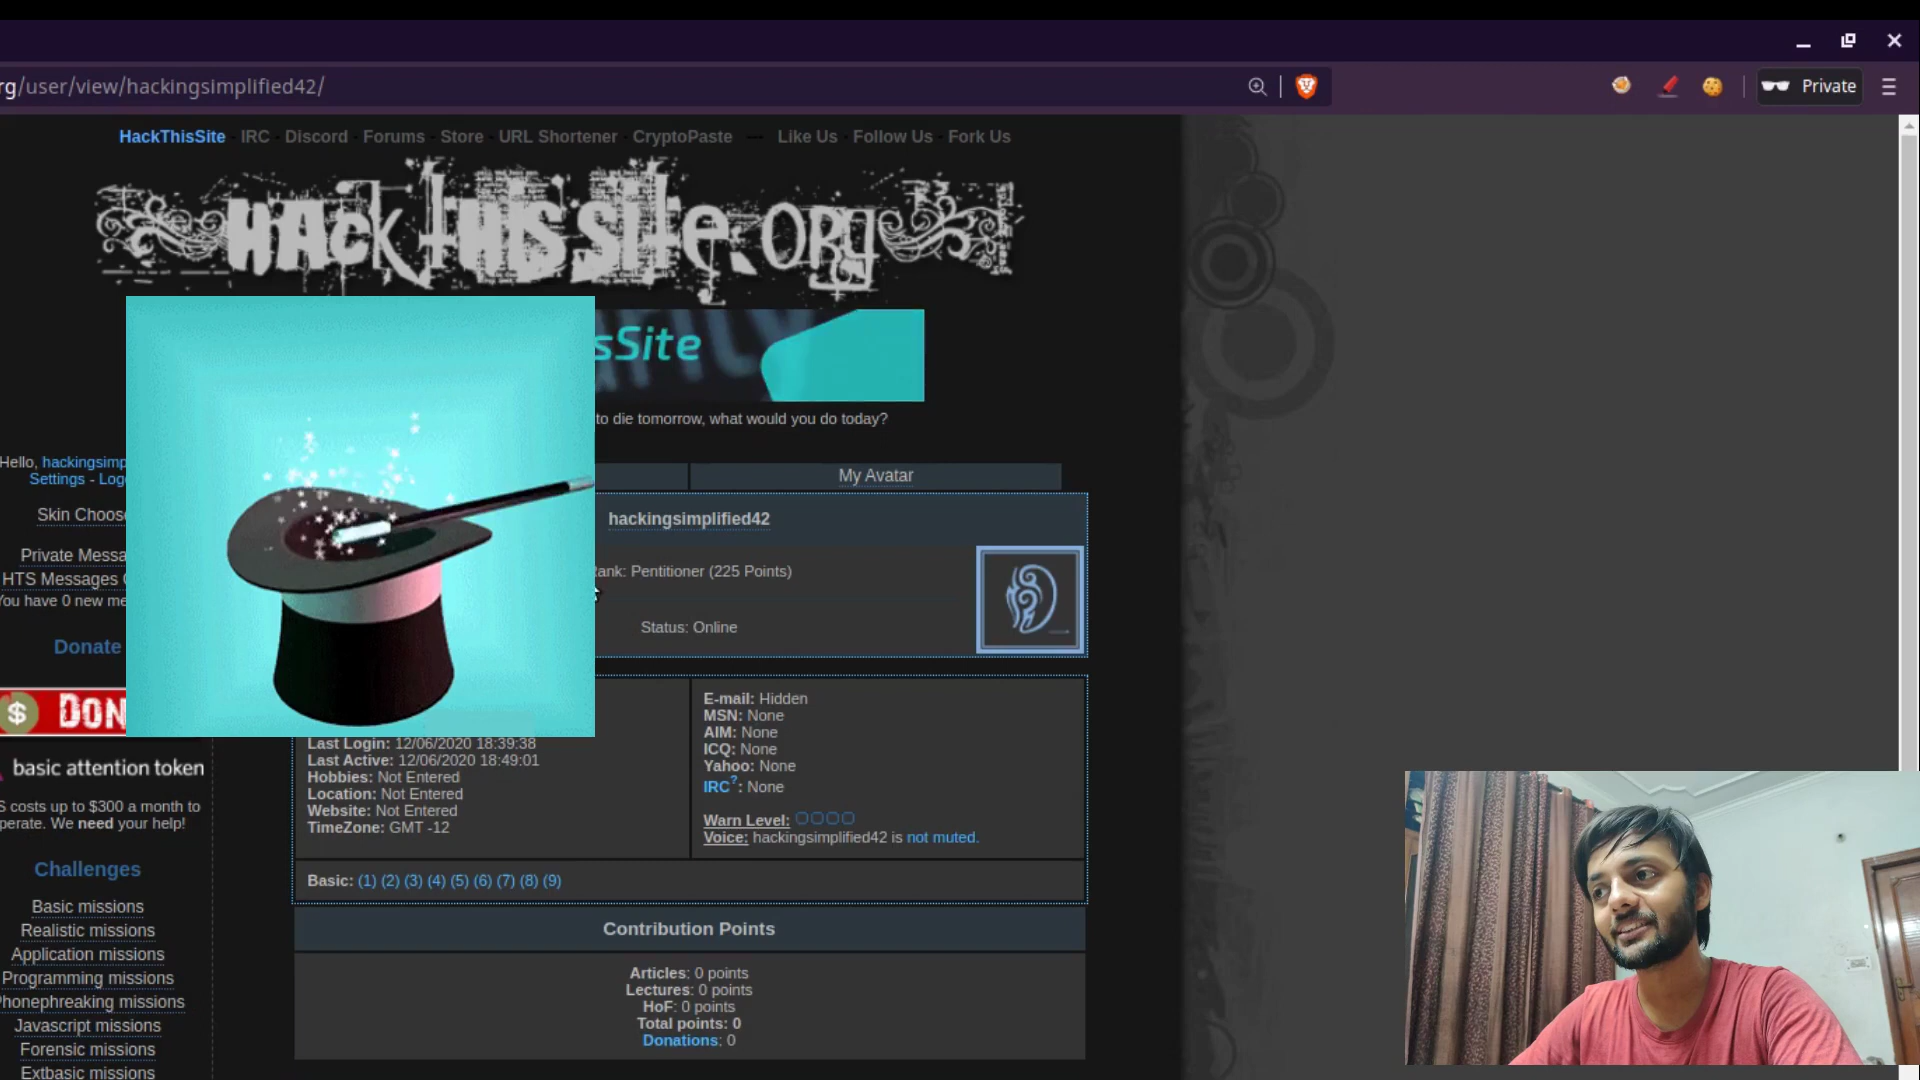 rg/user/view/hackingsimplified42/
Private
HackThisSite - IRC - Discord - Forums - Store - URL Shortener - CryptoPaste — Like Us - Follow Us - Fork Us
HACK THIS SITE.ORG
sSite
to die tomorrow, what would you do today?
Hello, hackingsimp
Settings - Log
My Avatar
Skin Choos
hackingsimplified42
Private Messa
HTS Messages
Rank: Pentitioner (225 Points)
You have 0 new me
Status: Online
Donate
$ DON
basic attention token
S costs up to $300 a month to
perate. We need your help!
Last Login: 12/06/2020 18:39:38
Last Active: 12/06/2020 18:49:01
Hobbies: Not Entered
Location: Not Entered
Website: Not Entered
TimeZone: GMT -12
E-mail: Hidden
MSN: None
AIM: None
ICQ: None
Yahoo: None
IRC?: None
Warn Level:
Voice: hackingsimplified42 is not muted.
Basic: (1) (2) (3) (4) (5) (6) (7) (8) (9)
Challenges
Basic missions
Realistic missions
Application missions
Programming missions
Phonephreaking missions
Javascript missions
Forensic missions
Extbasic missions
Contribution Points
Articles: 0 points
Lectures: 0 points
HoF: 0 points
Total points: 0
Donations: 0